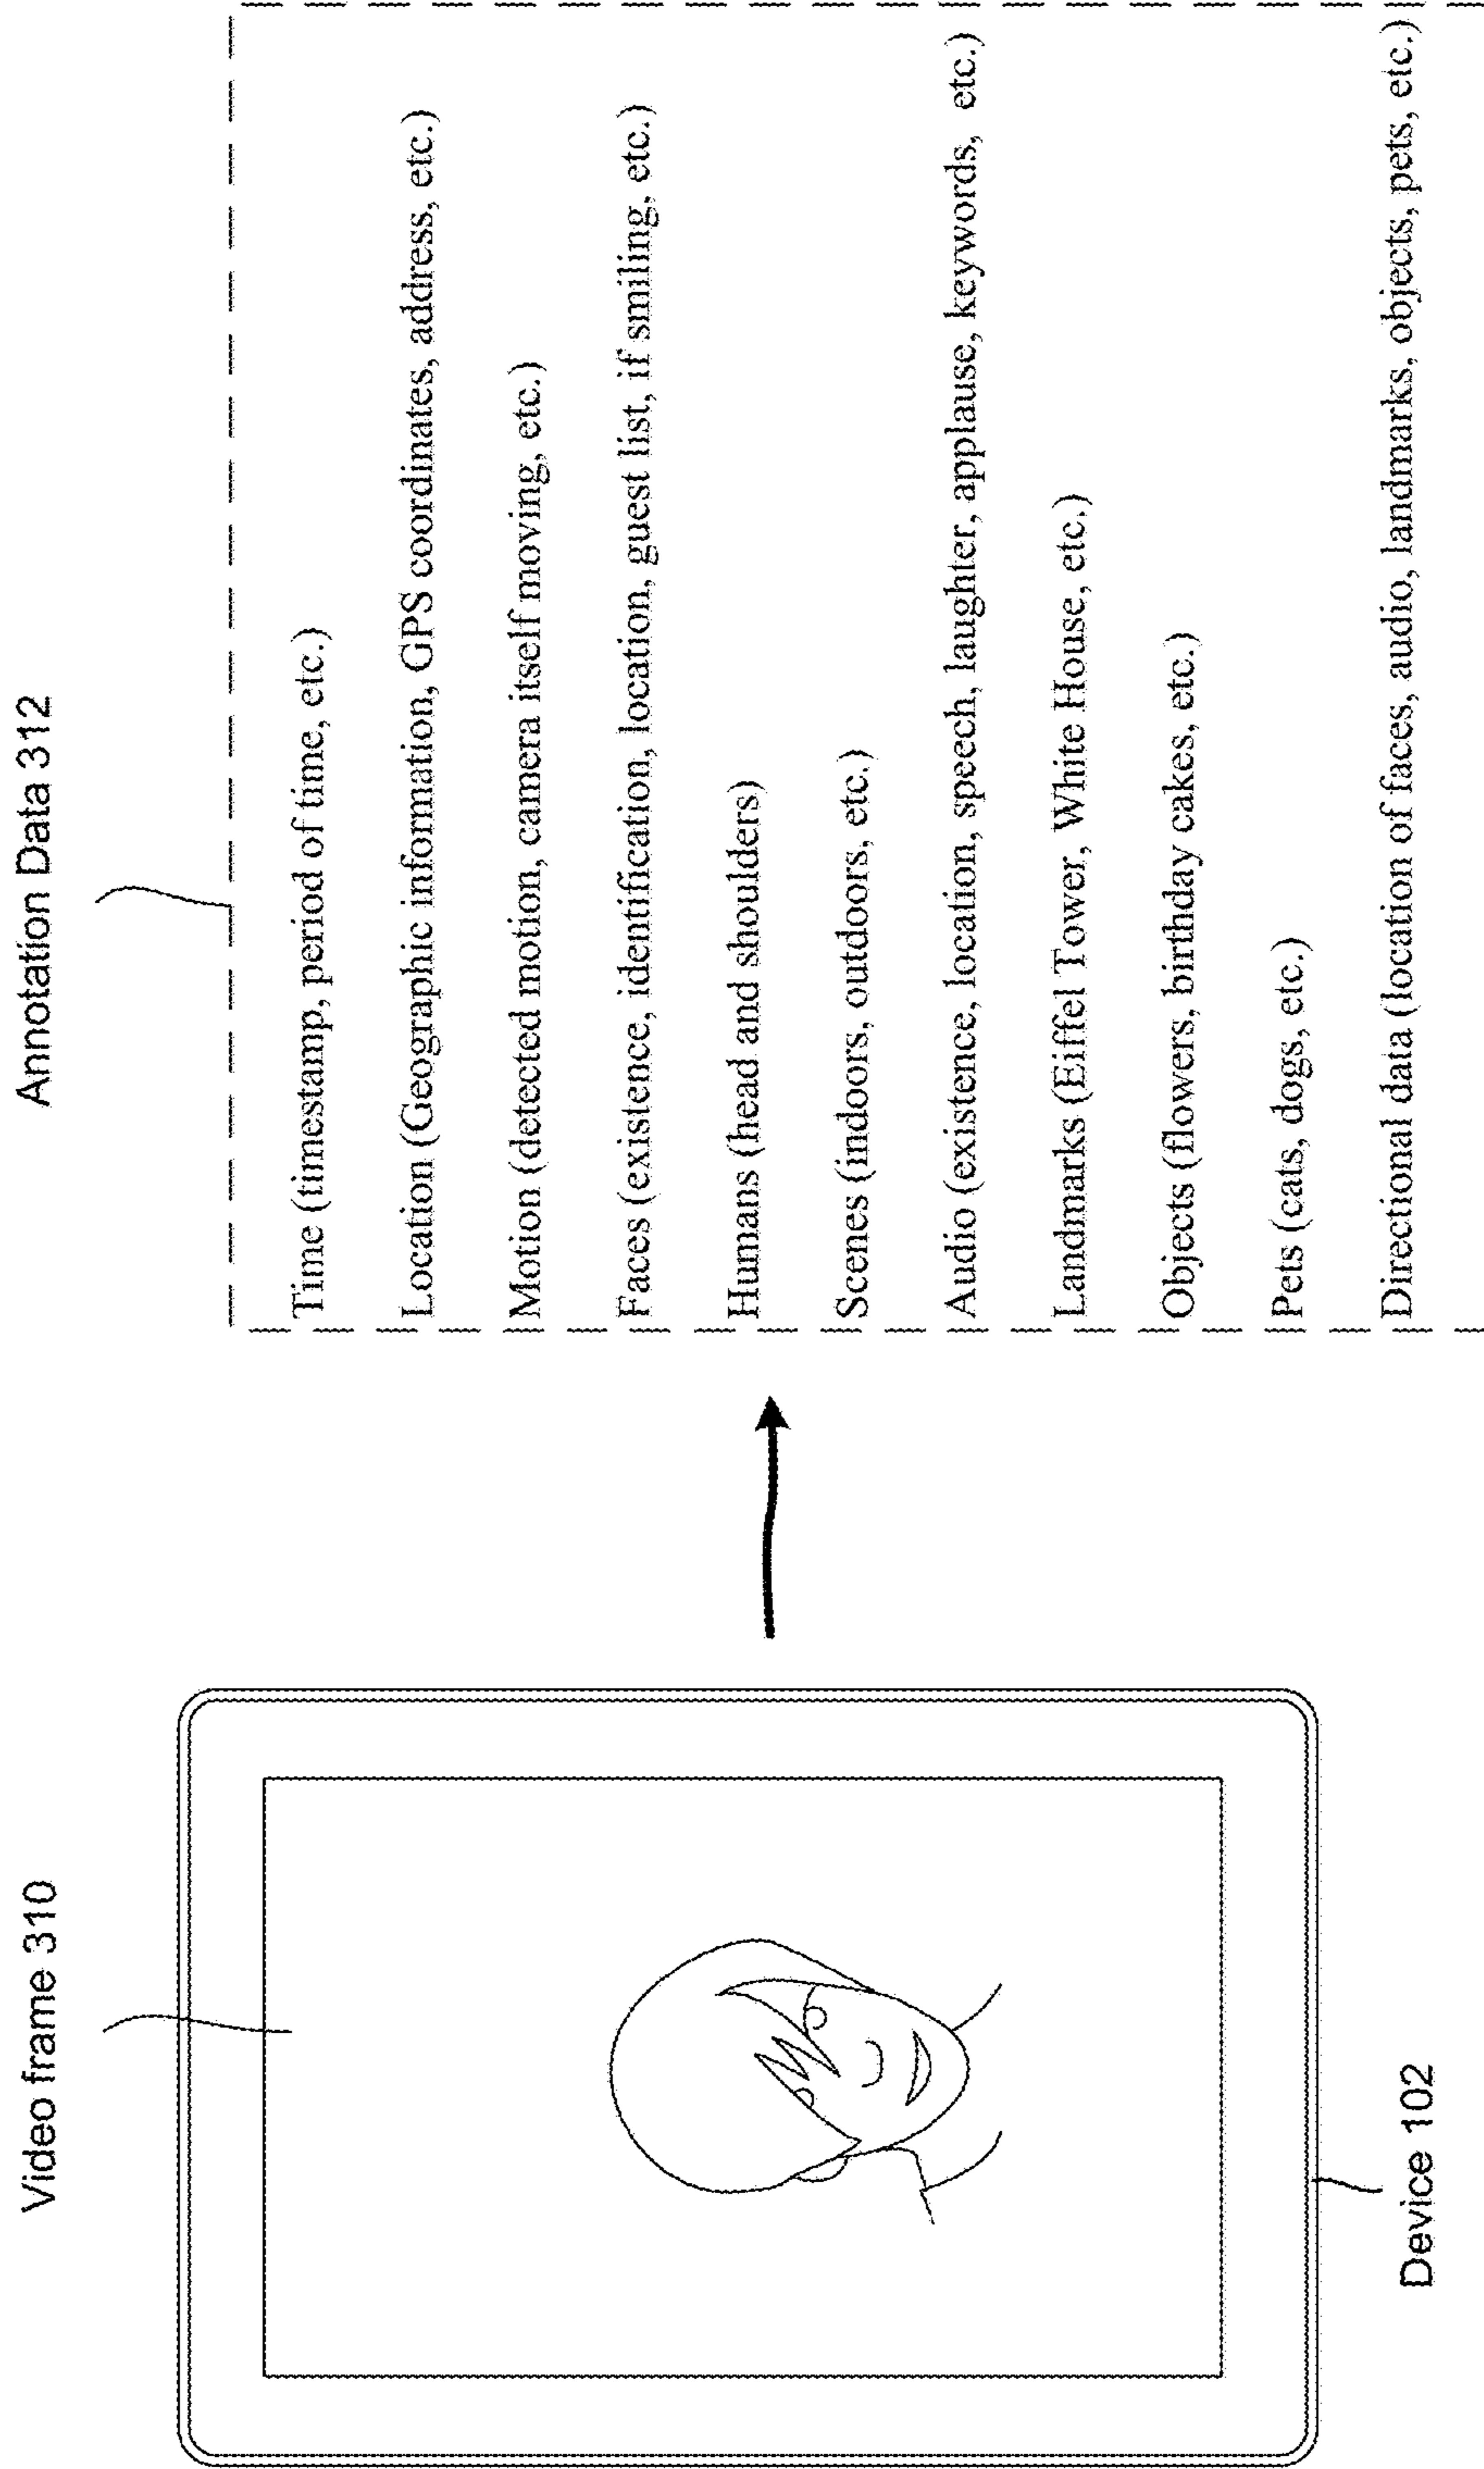 Video frame 310
Device 102
Annotation Data 312
Time (timestamp, period of time, etc.)
Location (Geographic information, GPS coordinates, address, etc.)
Motion (detected motion, camera itself moving, etc.)
Faces (existence, identification, location, guest list, if smiling, etc.)
Humans (head and shoulders)
Scenes (indoors, outdoors, etc.)
Audio (existence, location, speech, laughter, applause, keywords, etc.)
Landmarks (Eiffel Tower, White House, etc.)
Objects (flowers, birthday cakes, etc.)
Pets (cats, dogs, etc.)
Directional data (location of faces, audio, landmarks, objects, pets, etc.)